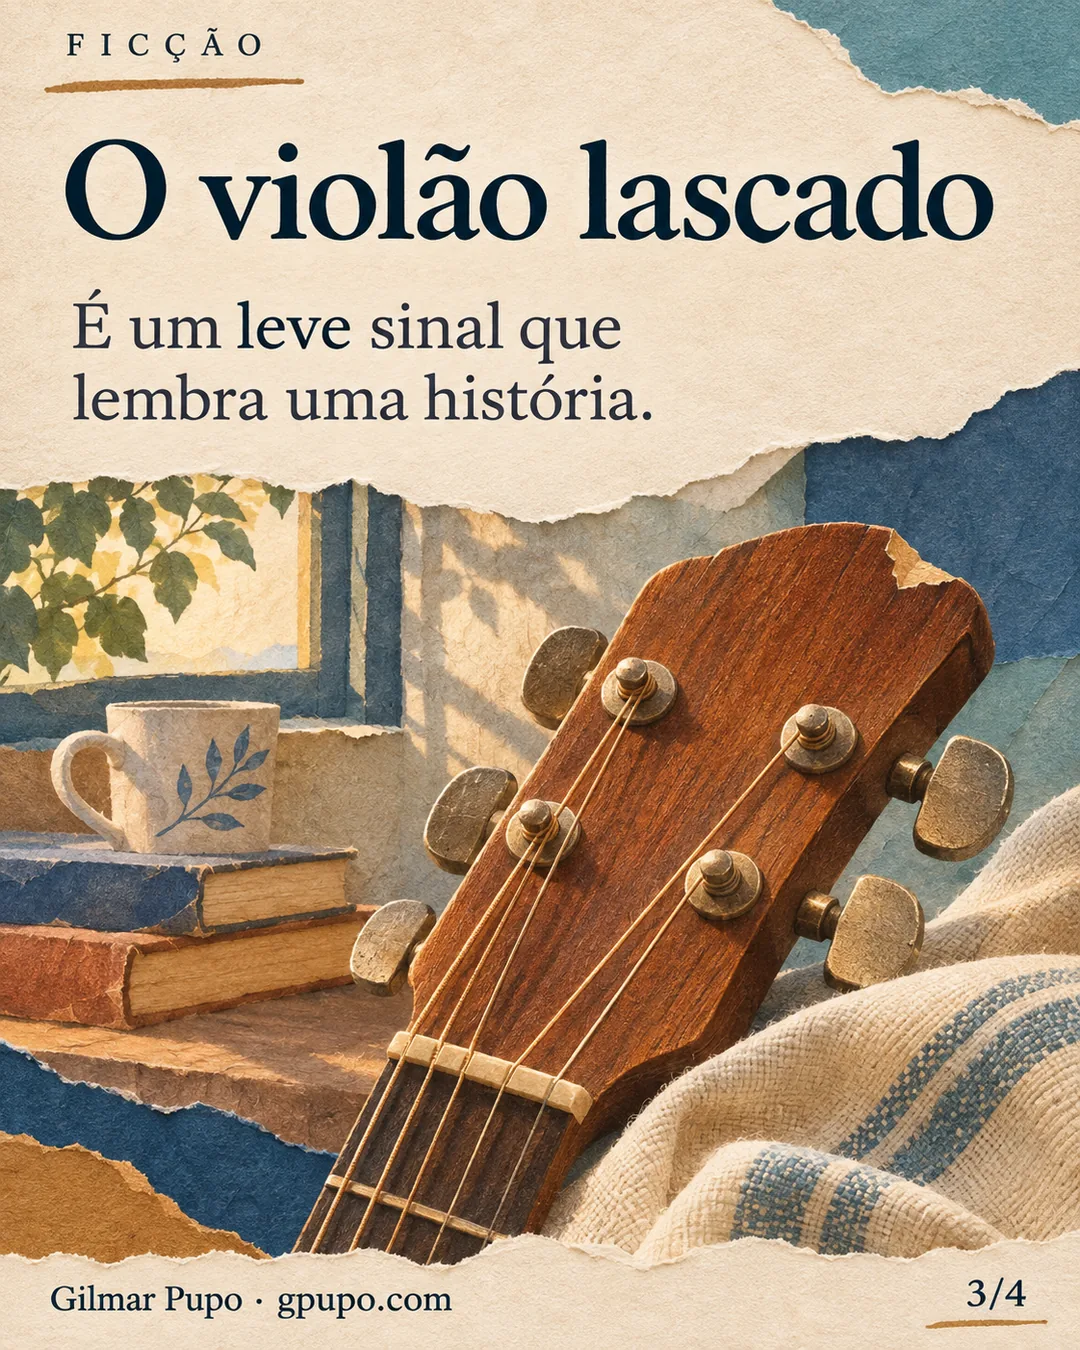 FICÇÃO
O violão lascado
É um leve sinal que
lembra uma história.
Gilmar Pupo · gpupo.com
3/4